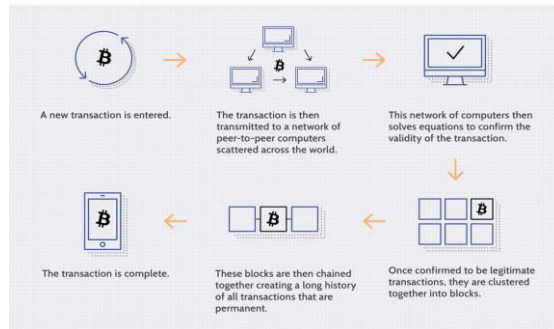 A new transaction is entered.
The transaction is then
transmitted to a network of
peer-to-peer computers
scattered across the world.
This network of computers then
solves equations to confirm the
validity of the transaction.
Once confirmed to be legitimate
transactions, they are clustered
together into blocks.
These blocks are then chained
together creating a long history
of all transactions that are
permanent.
The transaction is complete.